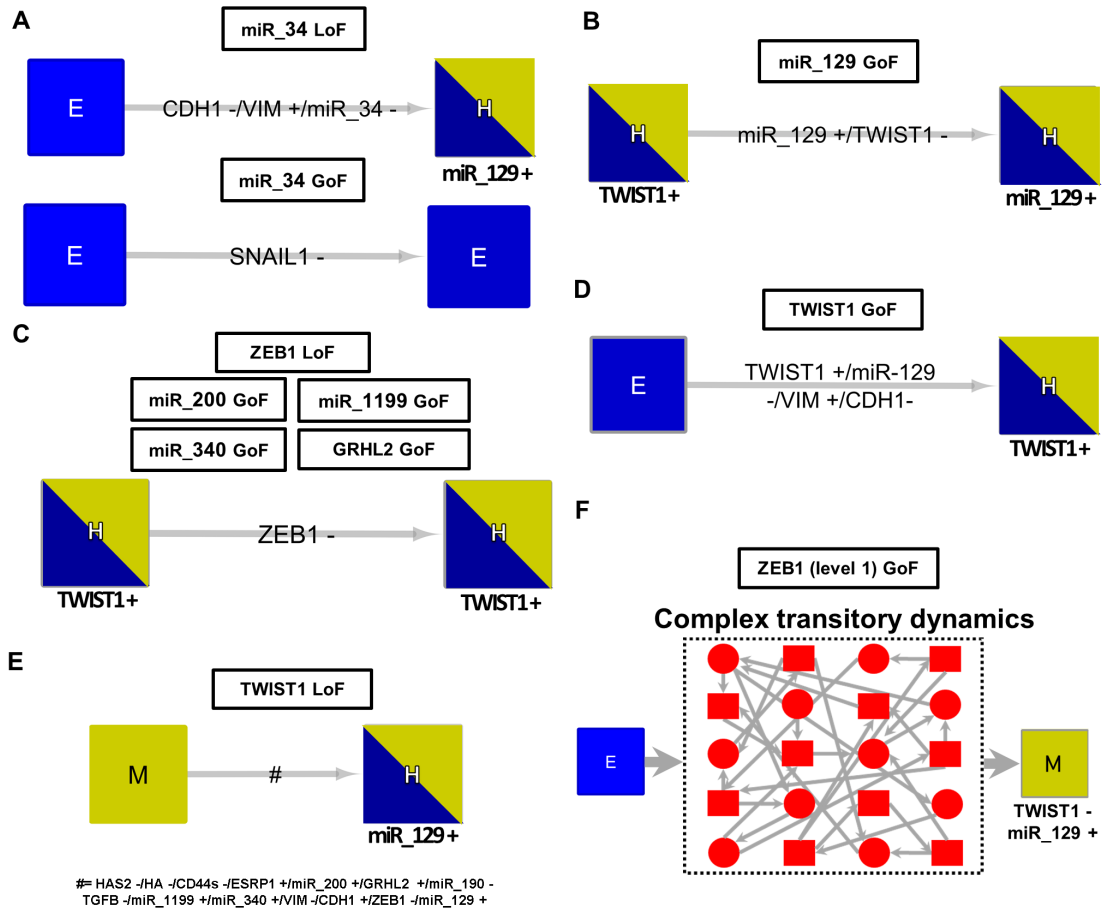 A
miR_34 LoF
E
CDH1 -/VIM +/miR_34 -
H
miR_129 +
miR_34 GoF
E
SNAIL1 -
E
B
miR_129 GoF
H
TWIST1 +
miR_129 +/TWIST1 -
H
miR_129 +
C
ZEB1 LoF
miR_200 GoF
miR_1199 GoF
miR_340 GoF
GRHL2 GoF
H
TWIST1 +
ZEB1 -
H
TWIST1 +
D
TWIST1 GoF
E
TWIST1 +/miR-129
-/VIM +/CDH1-
H
TWIST1 +
E
TWIST1 LoF
M
#
H
miR_129 +
#= HAS2 -/HA -/CD44s -/ESRP1 +/miR_200 +/GRHL2 +/miR_190 -
TGFB -/miR_1199 +/miR_340 +/VIM -/CDH1 +/ZEB1 -/miR_129 +
F
ZEB1 (level 1) GoF
Complex transitory dynamics
E
M
TWIST1 -
miR_129 +